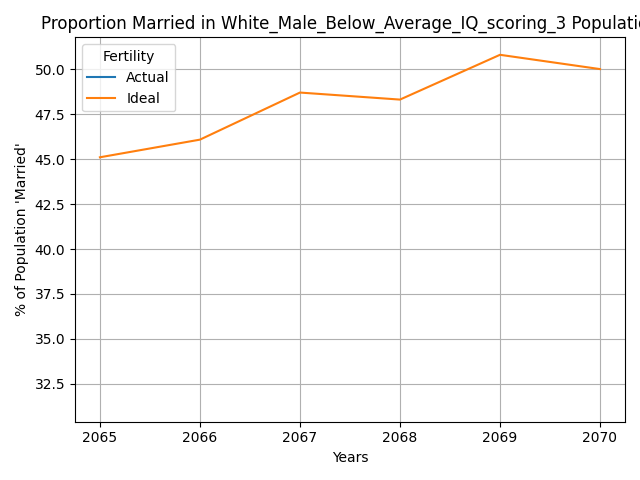 Proportion Married in White_Male_Below_Average_IQ_scoring_3 Populati
Fertility
Actual
Ideal
% of Population 'Married'
50.0
47.5
45.0
42.5
40.0
37.5
35.0
32.5
2065 2066 2067 2068 2069 2070
Years